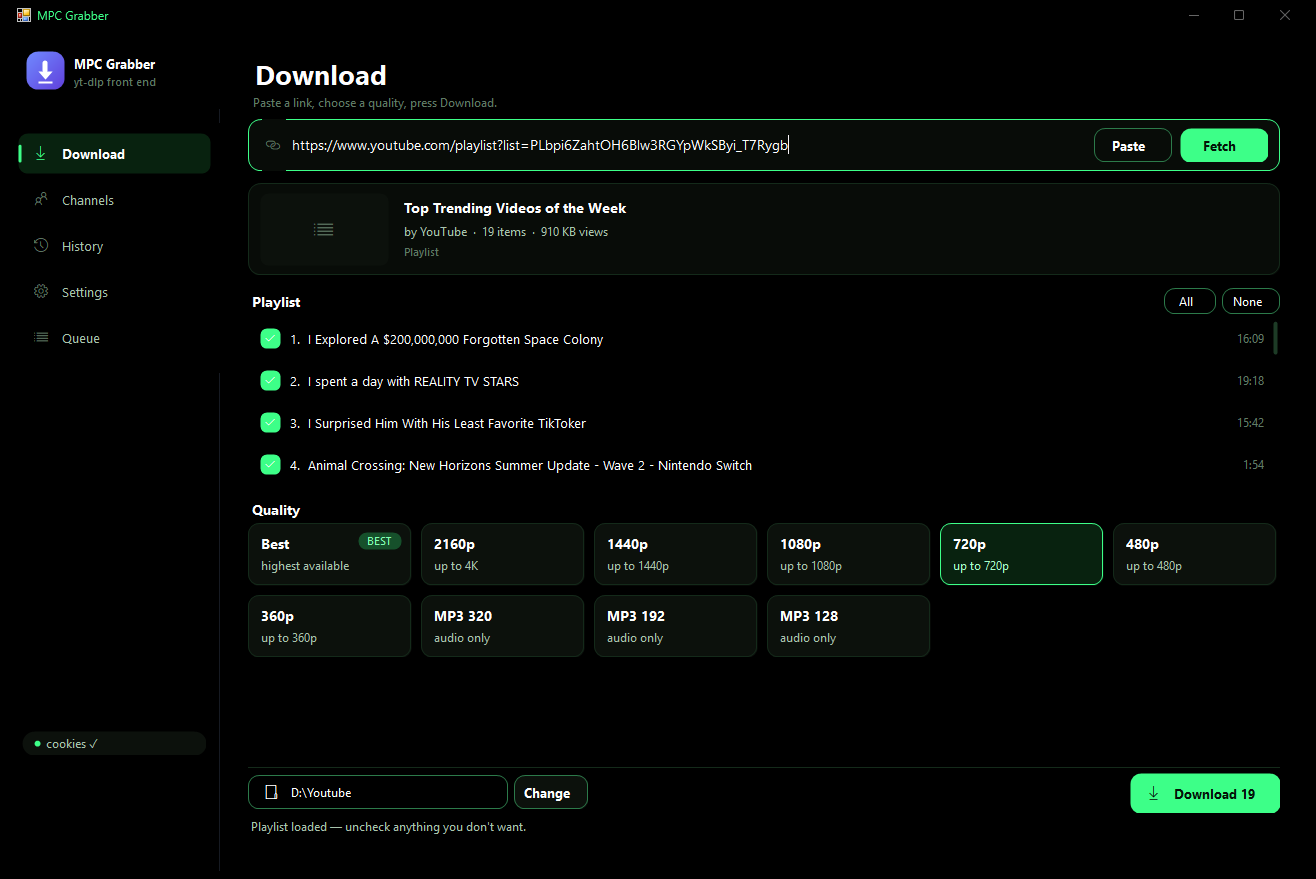 MPC Grabber
MPC Grabber
yt-dlp front end
Download
Channels
History
Settings
Queue
cookies ✓
Download
Paste a link, choose a quality, press Download.
https://www.youtube.com/playlist?list=PLbpi6ZahtOH6Blw3RGYpWkSByi_T7Rygb
Paste
Fetch
Top Trending Videos of the Week
by YouTube · 19 items · 910 KB views
Playlist
Playlist
All
None
1. I Explored A $200,000,000 Forgotten Space Colony 16:09
2. I spent a day with REALITY TV STARS 19:18
3. I Surprised Him With His Least Favorite TikToker 15:42
4. Animal Crossing: New Horizons Summer Update - Wave 2 - Nintendo Switch 1:54
Quality
Best BEST
highest available
2160p
up to 4K
1440p
up to 1440p
1080p
up to 1080p
720p
up to 720p
480p
up to 480p
360p
up to 360p
MP3 320
audio only
MP3 192
audio only
MP3 128
audio only
D:\Youtube
Change
Download 19
Playlist loaded — uncheck anything you don't want.